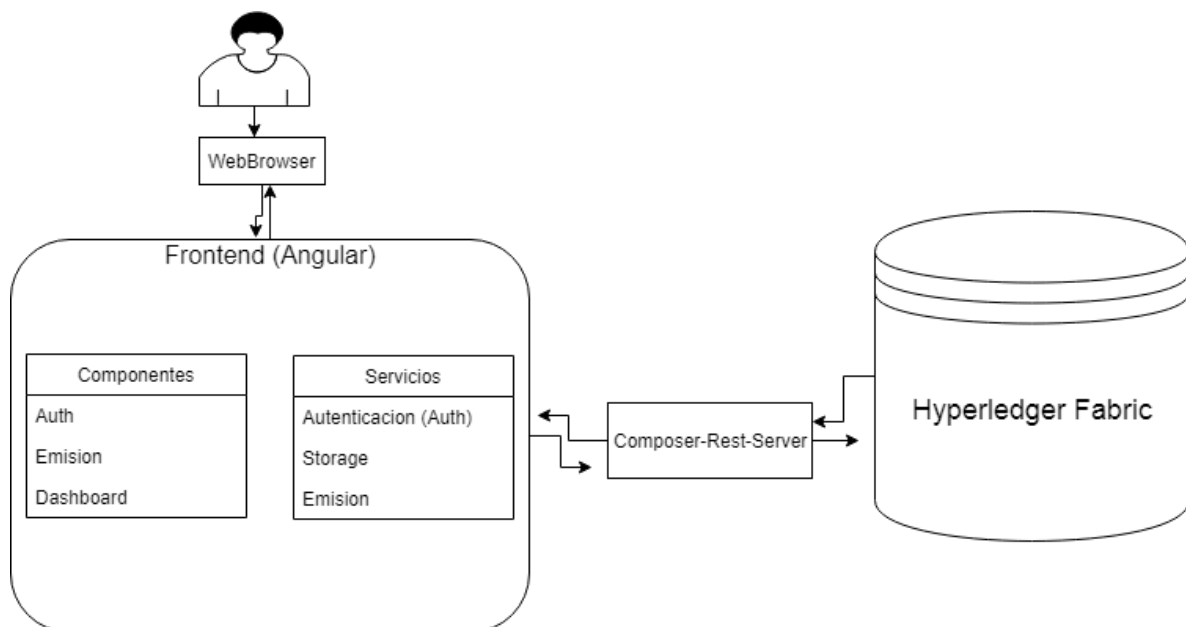 WebBrowser
Frontend (Angular)
Componentes
Auth
Emision
Dashboard
Servicios
Autenticacion (Auth)
Storage
Emision
Composer-Rest-Server
Hyperledger Fabric